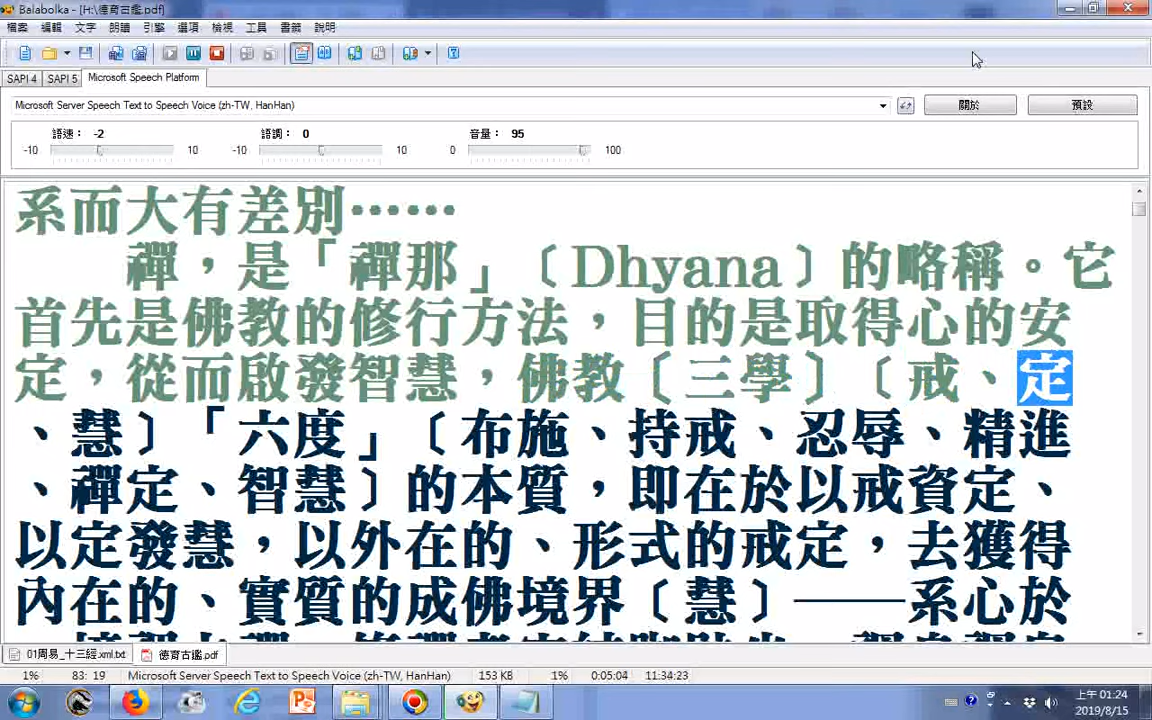 Balabolka - [H:\德育古鑑.pdf]
檔案 編輯 文字 朗讀 引擎 選項 檢視 工具 書籤 說明
SAPI 4 SAPI 5 Microsoft Speech Platform
Microsoft Server Speech Text to Speech Voice (zh-TW, HanHan)
關於 預設
語速： -2 語調： 0 音量： 95
-10 10 -10 10 0 100
系而大有差別……
禪，是「禪那」〔Dhyana〕的略稱。它
首先是佛教的修行方法，目的是取得心的安
定，從而啟發智慧，佛教〔三學〕〔戒、定
、慧〕「六度」〔布施、持戒、忍辱、精進
、禪定、智慧〕的本質，即在於以戒資定、
以定發慧，以外在的、形式的戒定，去獲得
內在的、實質的成佛境界〔慧〕——系心於
01周易_十三經.xml.txt 德育古鑑.pdf
1% 83: 19 Microsoft Server Speech Text to Speech Voice (zh-TW, HanHan) 153 KB 1% 0:05:04 11:34:23
上午 01:24
2019/8/15